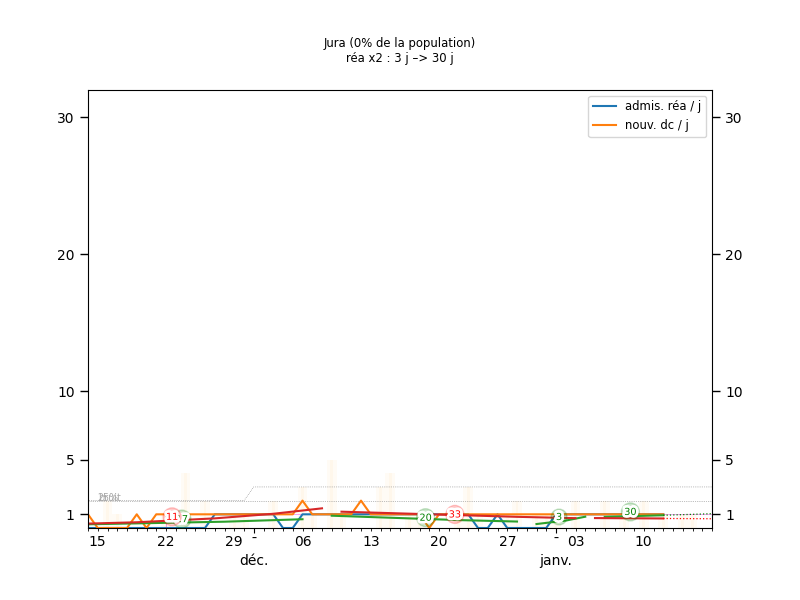 Jura (0% de la population)
réa x2 : 3 j –> 30 j
admis. réa / j
nouv. dc / j
30 30
20 20
10 10
5 5
1 1
11 7 20 33 3 30
15 22 29 - 06 13 20 27 - 03 10
déc. janv.